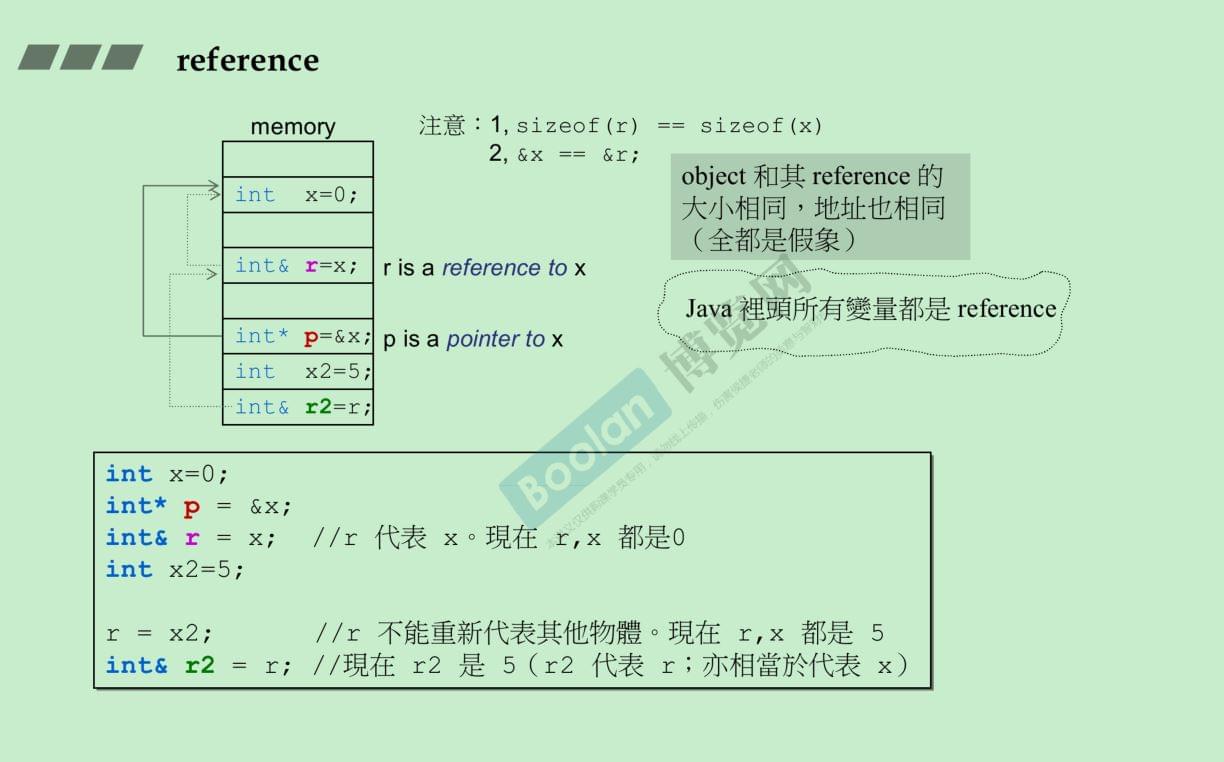 reference
memory
注意：1, sizeof(r) == sizeof(x)
2, &x == &r;
object 和其 reference 的
大小相同，地址也相同
（全都是假象）
Java 裡頭所有變量都是 reference
int x=0;
int& r=x; r is a reference to x
int* p=&x; p is a pointer to x
int x2=5;
int& r2=r;
Boolan 博览网
int x=0;
int* p = &x;
int& r = x; //r 代表 x。現在 r,x 都是0
int x2=5;
r = x2; //r 不能重新代表其他物體。現在 r,x 都是 5
int& r2 = r; //現在 r2 是 5（r2 代表 r；亦相當於代表 x）